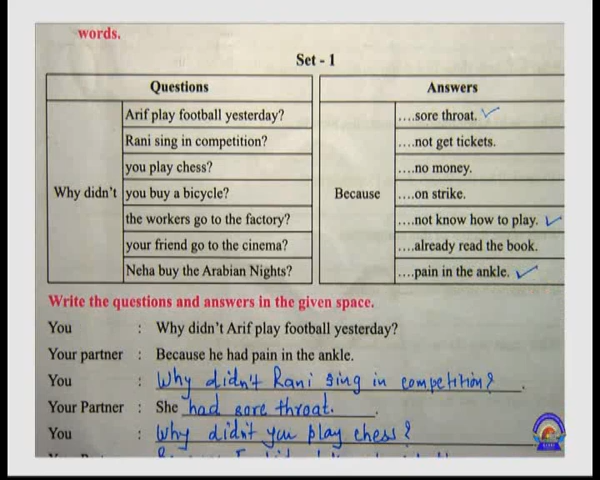 words.
Set - 1
Questions
Answers
Why didn't
Because
Arif play football yesterday?
....sore throat.
Rani sing in competition?
....not get tickets.
you play chess?
....no money.
you buy a bicycle?
....on strike.
the workers go to the factory?
....not know how to play.
your friend go to the cinema?
....already read the book.
Neha buy the Arabian Nights?
....pain in the ankle.
Write the questions and answers in the given space.
You : Why didn't Arif play football yesterday?
Your partner : Because he had pain in the ankle.
You : Why didn't Rani sing in competition?
Your Partner : She had sore throat.
You : Why didn't you play chess?